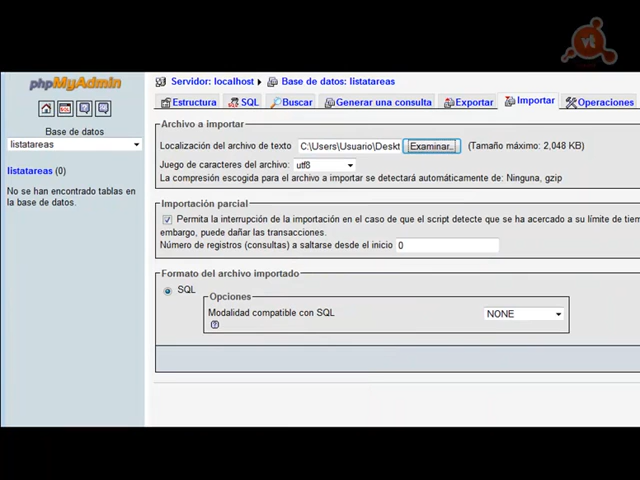 vt
phpMyAdmin
Servidor: localhost
Base de datos: listatareas
Estructura
SQL
Buscar
Generar una consulta
Exportar
Importar
Operaciones
Base de datos
listatareas
listatareas (0)
No se han encontrado tablas en
la base de datos.
Archivo a importar
Localización del archivo de texto C:\Users\Usuario\Deskt Examinar.. (Tamaño máximo: 2,048 KB)
Juego de caracteres del archivo: utf8
La compresión escogida para el archivo a importar se detectará automáticamente de: Ninguna, gzip
Importación parcial
Permita la interrupción de la importación en el caso de que el script detecte que se ha acercado a su límite de tiem
embargo, puede dañar las transacciones.
Número de registros (consultas) a saltarse desde el inicio 0
Formato del archivo importado
SQL
Opciones
Modalidad compatible con SQL NONE